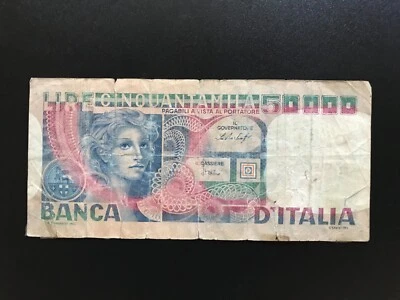 LIRE CINQUANTAMILA 50000
PAGABILI A VISTA AL PORTATORE
IL GOVERNATORE
IL CASSIERE
BANCA D'ITALIA